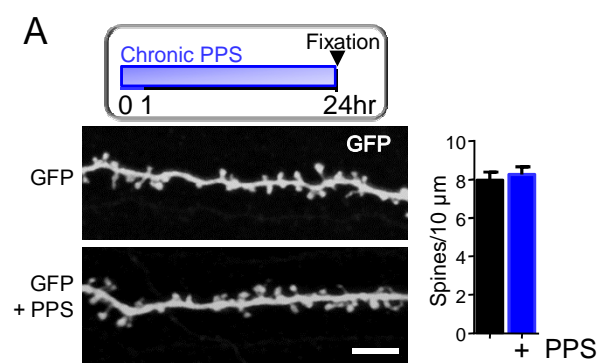 A
Fixation
Chronic PPS
0 1 24hr
GFP
GFP
GFP
+ PPS
Spines/10 µm
10
8
6
4
2
0
+ PPS